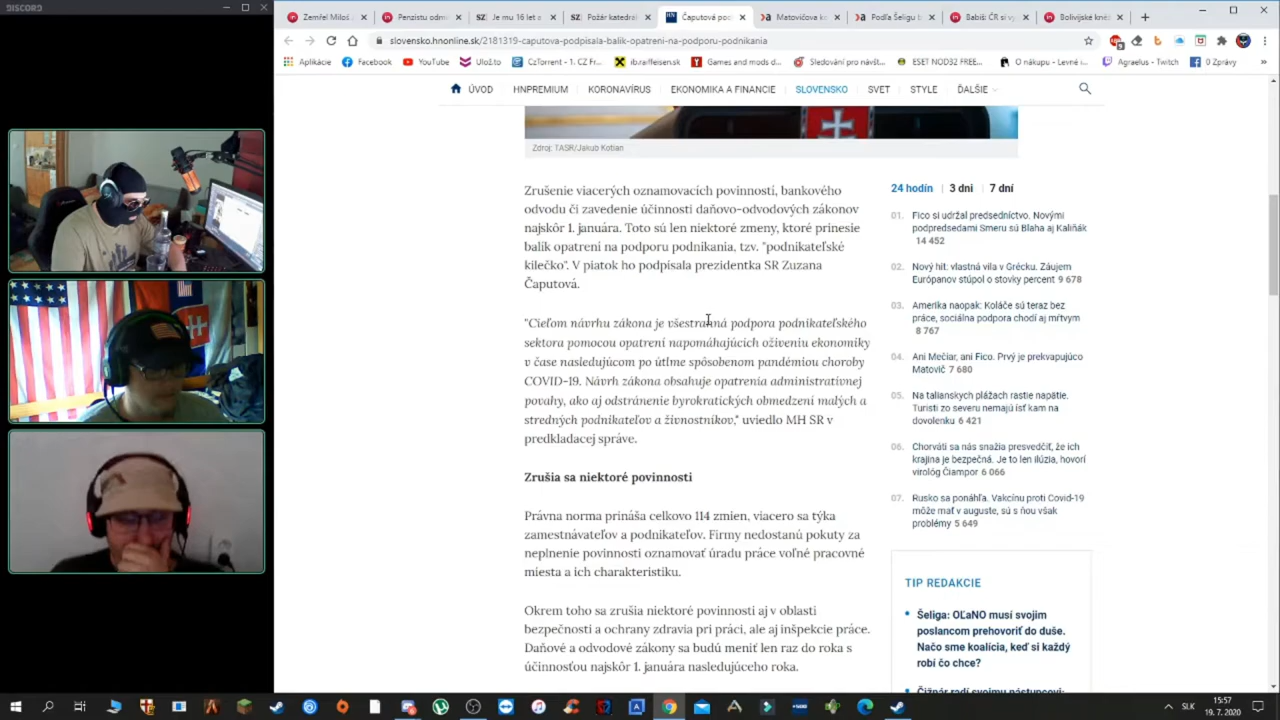 DISCORD
Zemřel Miloš J
Penzistu odmí
Je mu 16 let a
Požár katedrál
Čaputová pod
Matovičova ko
Podľa Šeligu b
Babiš: ČR si vy
Bolivijské kněz
slovensko.hnonline.sk/2181319-caputova-podpisala-balik-opatreni-na-podporu-podnikania
Aplikácie
Facebook
YouTube
Ulož.to
CzTorrent - 1. CZ Fr...
ib.raiffeisen.sk
Games and mods d...
Sledování pro návšt...
ESET NOD32 FREE...
O nákupu - Levné i...
Agraelus - Twitch
0 Zprávy
»
ÚVOD
HNPREMIUM
KORONAVÍRUS
EKONOMIKA A FINANCIE
SLOVENSKO
SVET
STYLE
ĎALŠIE
Zdroj: TASR/Jakub Kotian
Zrušenie viacerých oznamovacích povinností, bankového
odvodu či zavedenie účinnosti daňovo-odvodových zákonov
najskôr 1. januára. Toto sú len niektoré zmeny, ktoré prinesie
balík opatrení na podporu podnikania, tzv. "podnikateľské
kilečko". V piatok ho podpísala prezidentka SR Zuzana
Čaputová.
"Cieľom návrhu zákona je všestranná podpora podnikateľského
sektora pomocou opatrení napomáhajúcich oživeniu ekonomiky
v čase nasledujúcom po útlme spôsobenom pandémiou choroby
COVID-19. Návrh zákona obsahuje opatrenia administratívnej
povahy, ako aj odstránenie byrokratických obmedzení malých a
stredných podnikateľov a živnostníkov," uviedlo MH SR v
predkladacej správe.
Zrušia sa niektoré povinnosti
Právna norma prináša celkovo 114 zmien, viacero sa týka
zamestnávateľov a podnikateľov. Firmy nedostanú pokuty za
neplnenie povinnosti oznamovať úradu práce voľné pracovné
miesta a ich charakteristiku.
Okrem toho sa zrušia niektoré povinnosti aj v oblasti
bezpečnosti a ochrany zdravia pri práci, ale aj inšpekcie práce.
Daňové a odvodové zákony sa budú meniť len raz do roka s
účinnosťou najskôr 1. januára nasledujúceho roka.
24 hodín
3 dni
7 dní
01. Fico si udržal predsedníctvo. Novými
podpredsedami Smeru sú Blaha aj Kaliňák
14 452
02. Nový hit: vlastná vila v Grécku. Záujem
Európanov stúpol o stovky percent 9 678
03. Amerika naopak: Koláče sú teraz bez
práce, sociálna podpora chodí aj mŕtvym
8 767
04. Ani Mečiar, ani Fico. Prvý je prekvapujúco
Matovič 7 680
05. Na talianskych plážach rastie napätie.
Turisti zo severu nemajú ísť kam na
dovolenku 6 421
06. Chorváti sa nás snažia presvedčiť, že ich
krajina je bezpečná. Je to len ilúzia, hovorí
virológ Čiampor 6 066
07. Rusko sa ponáhľa. Vakcínu proti Covid-19
môže mať v auguste, sú s ňou však
problémy 5 649
TIP REDAKCIE
Šeliga: OĽaNO musí svojim
poslancom prehovoriť do duše.
Načo sme koalícia, keď si každý
robí čo chce?
Čižnár radí svojmu nástupcovi:
SLK
15:57
19. 7. 2020